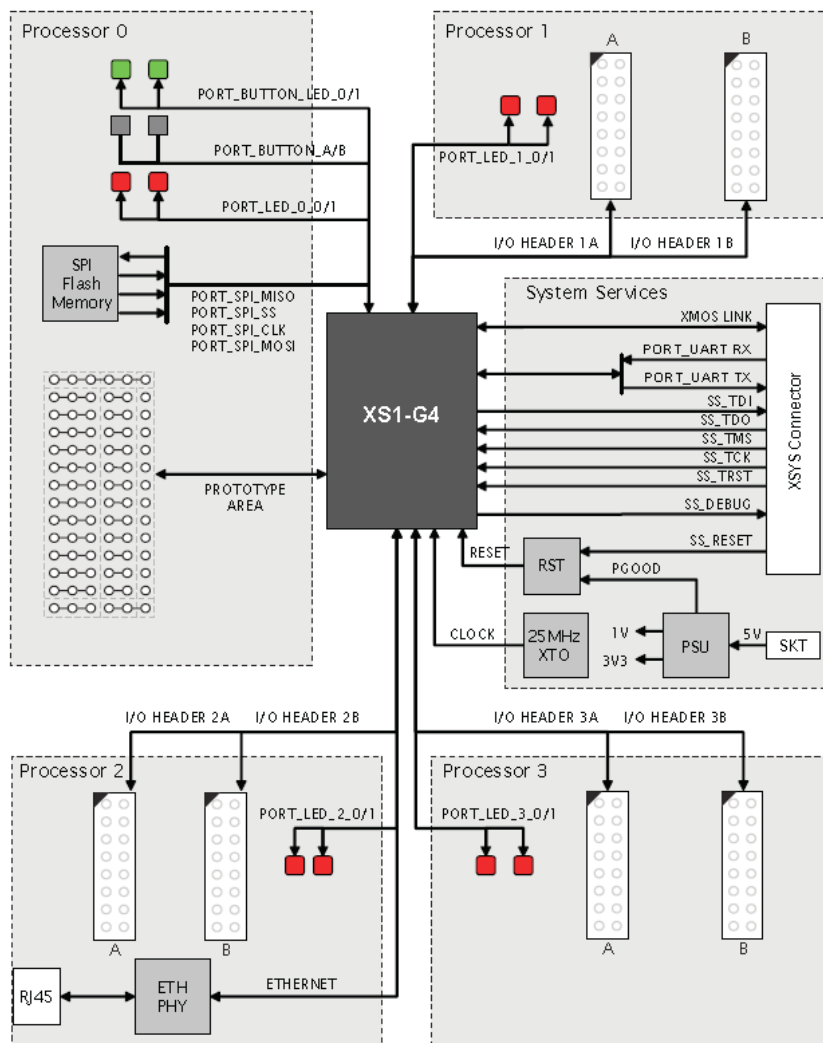 Processor 0
PORT_BUTTON_LED_0/1
PORT_BUTTON_A/B
PORT_LED_0_0/1
SPI
Flash
Memory
PORT_SPI_MISO
PORT_SPI_SS
PORT_SPI_CLK
PORT_SPI_MOSI
PROTOTYPE
AREA
Processor 1
A
B
PORT_LED_1_0/1
I/O HEADER 1A
I/O HEADER 1B
XS1-G4
System Services
XMOS LINK
PORT_UART RX
PORT_UART TX
SS_TDI
SS_TDO
SS_TMS
SS_TCK
SS_TRST
SS_DEBUG
SS_RESET
XSYS Connector
RESET
RST
PGOOD
CLOCK
25MHz
XTO
1V
3V3
PSU
5V
SKT
I/O HEADER 2A
I/O HEADER 2B
Processor 2
PORT_LED_2_0/1
A
B
RJ45
ETH
PHY
ETHERNET
I/O HEADER 3A
I/O HEADER 3B
Processor 3
PORT_LED_3_0/1
A
B